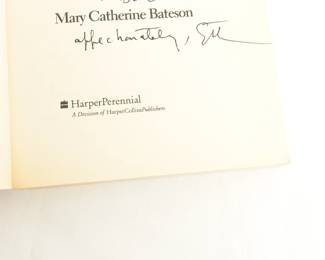 Mary Catherine Bateson
affectionately,
HarperPerennial
A Division of HarperCollinsPublishers